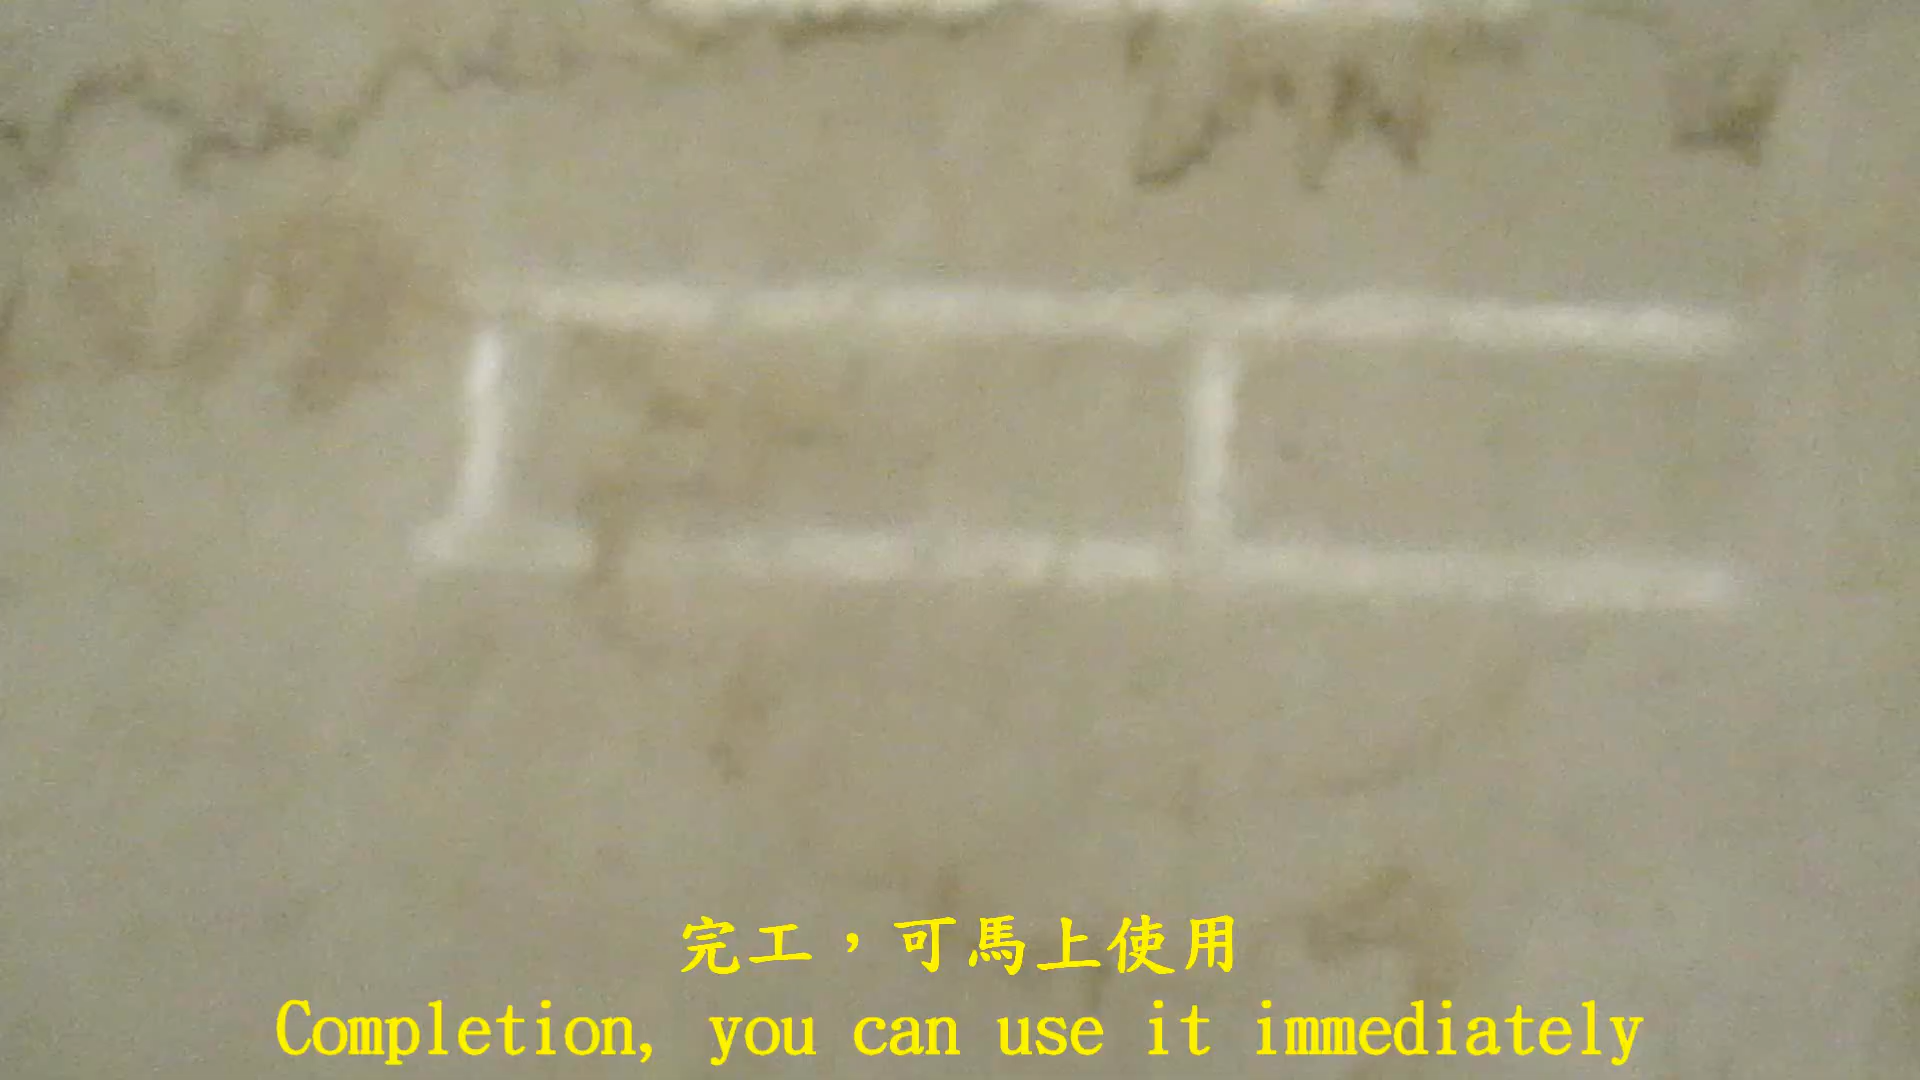 完工，可馬上使用
Completion, you can use it immediately